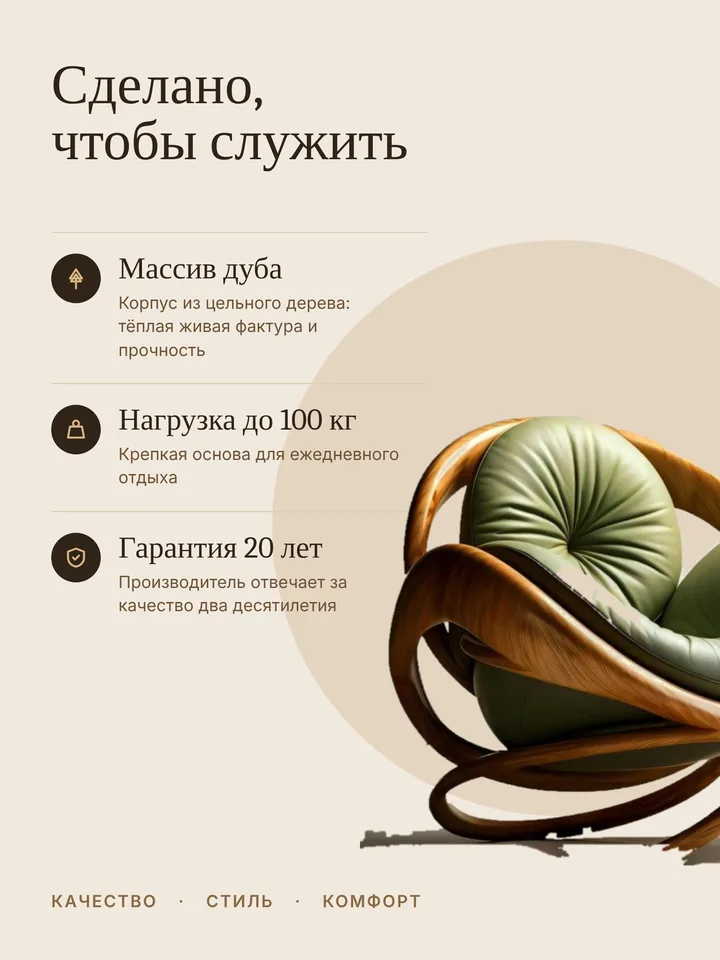 Сделано,
чтобы служить
Массив дуба
Корпус из цельного дерева:
тёплая живая фактура и
прочность
Нагрузка до 100 кг
Крепкая основа для ежедневного
отдыха
Гарантия 20 лет
Производитель отвечает за
качество два десятилетия
КАЧЕСТВО · СТИЛЬ · КОМФОРТ